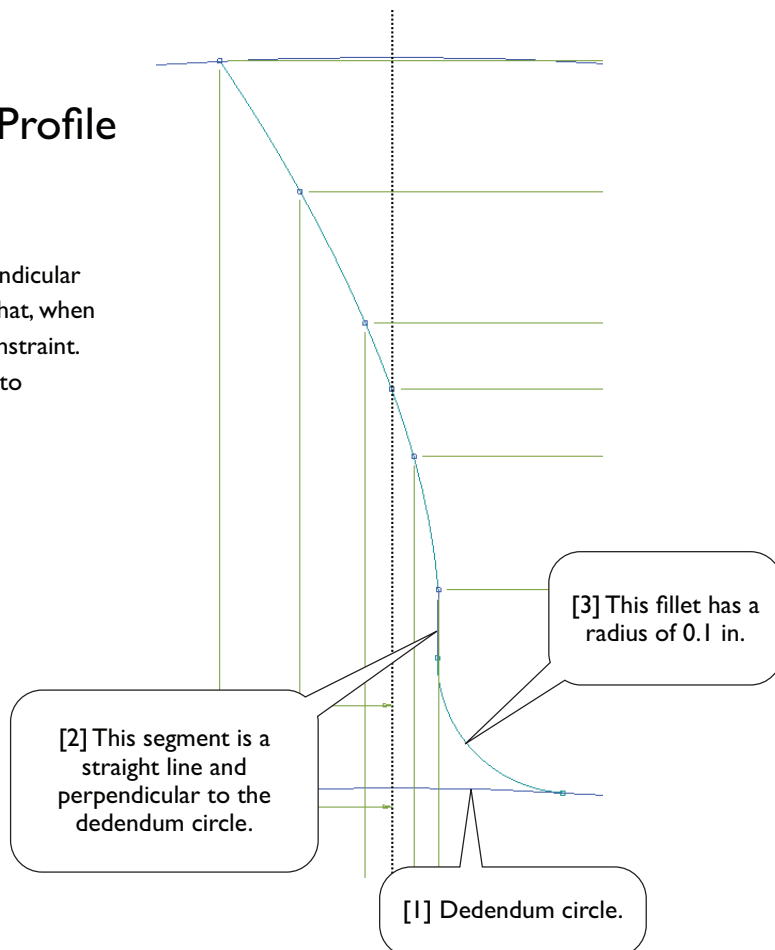 Profile
ndicular
hat, when
nstraint.
to
[3] This fillet has a
radius of 0.1 in.
[2] This segment is a
straight line and
perpendicular to the
dedendum circle.
[1] Dedendum circle.